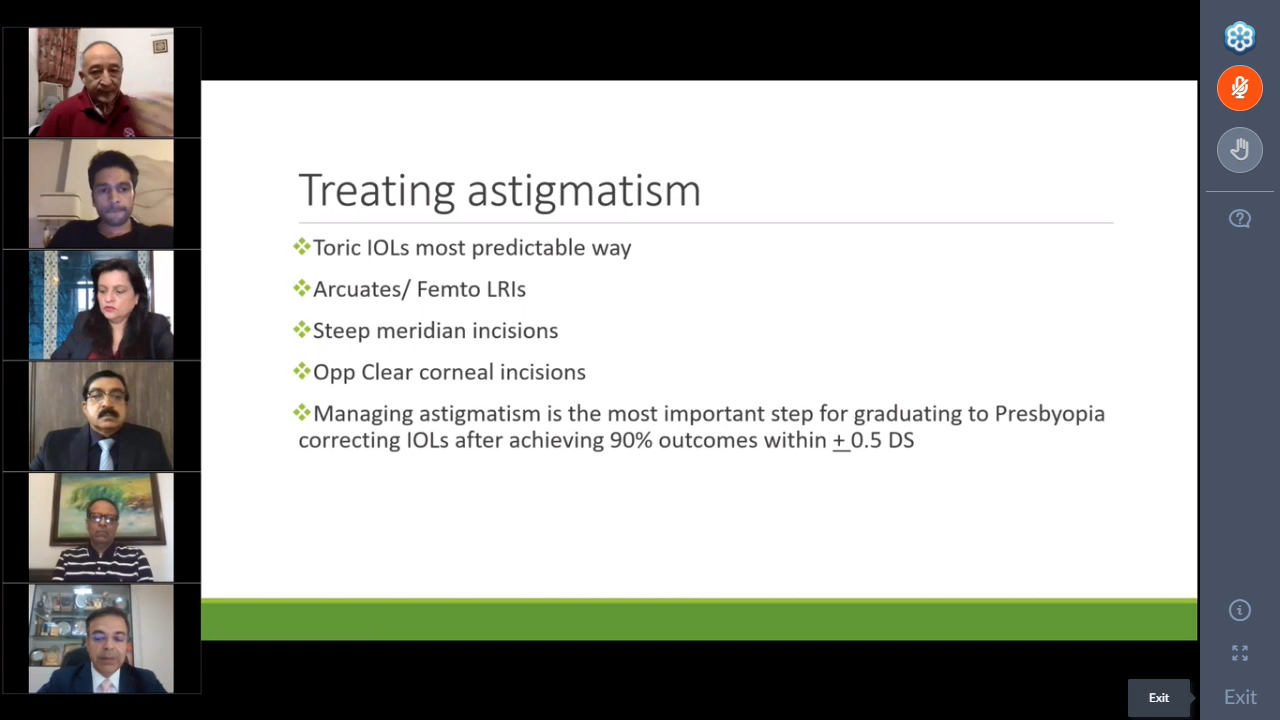 Treating astigmatism
❖Toric IOLs most predictable way
❖Arcuates/ Femto LRIs
❖Steep meridian incisions
❖Opp Clear corneal incisions
❖Managing astigmatism is the most important step for graduating to Presbyopia
correcting IOLs after achieving 90% outcomes within + 0.5 DS
Exit
Exit